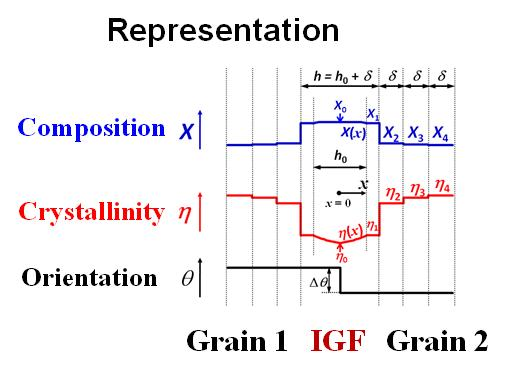 Representation
h = h₀ + δ δ δ δ
Composition X
X₀ X₁
X(x) X₂ X₃ X₄
h₀
x
x = 0
Crystallinity η
η(x) η₁ η₂ η₃ η₄
η₀
Orientation θ
Δθ
Grain 1 IGF Grain 2